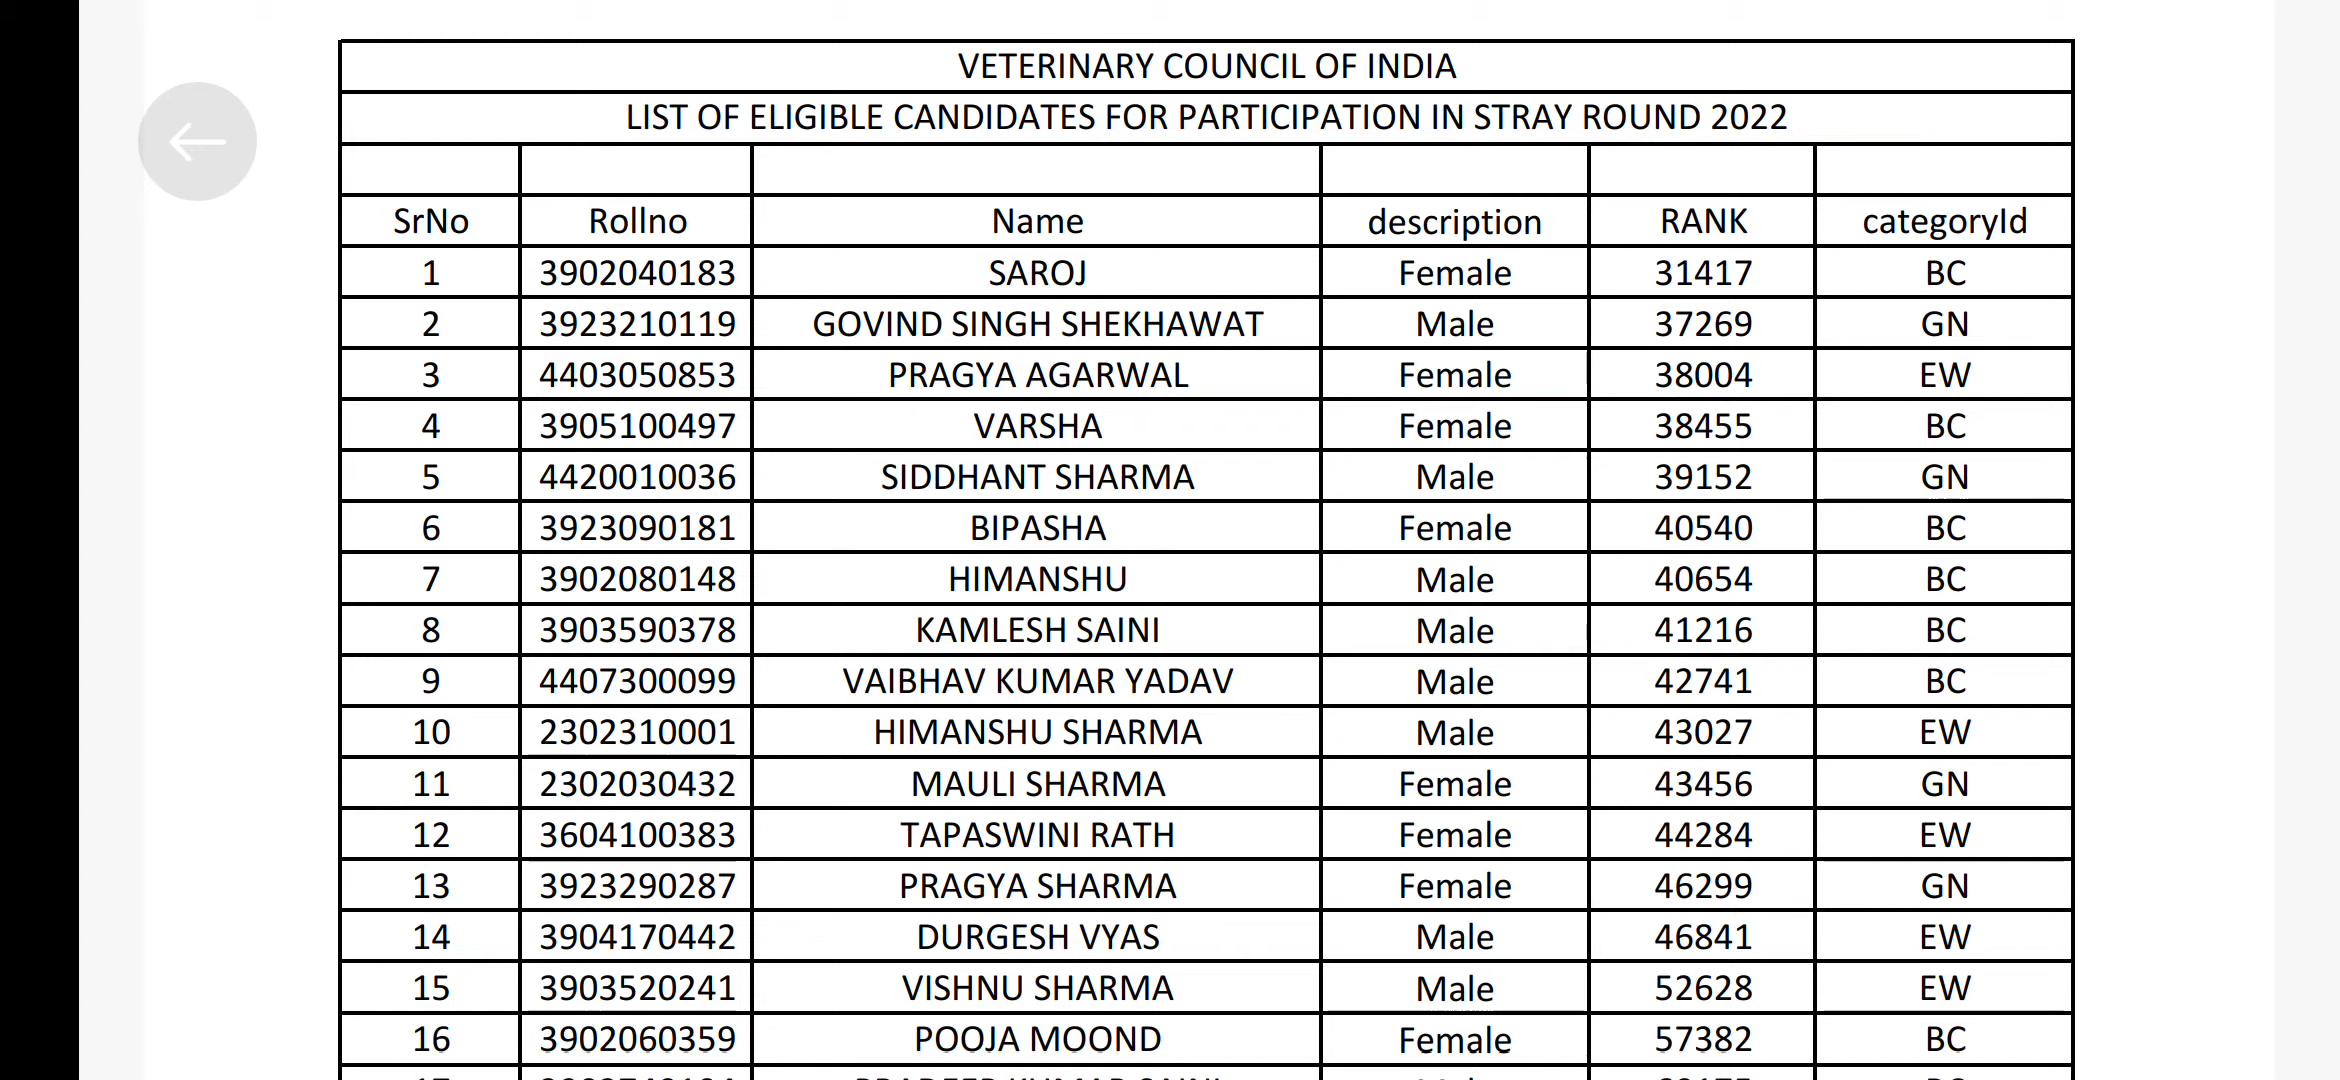 VETERINARY COUNCIL OF INDIA
LIST OF ELIGIBLE CANDIDATES FOR PARTICIPATION IN STRAY ROUND 2022
SrNo Rollno Name description RANK categoryId
1 3902040183 SAROJ Female 31417 BC
2 3923210119 GOVIND SINGH SHEKHAWAT Male 37269 GN
3 4403050853 PRAGYA AGARWAL Female 38004 EW
4 3905100497 VARSHA Female 38455 BC
5 4420010036 SIDDHANT SHARMA Male 39152 GN
6 3923090181 BIPASHA Female 40540 BC
7 3902080148 HIMANSHU Male 40654 BC
8 3903590378 KAMLESH SAINI Male 41216 BC
9 4407300099 VAIBHAV KUMAR YADAV Male 42741 BC
10 2302310001 HIMANSHU SHARMA Male 43027 EW
11 2302030432 MAULI SHARMA Female 43456 GN
12 3604100383 TAPASWINI RATH Female 44284 EW
13 3923290287 PRAGYA SHARMA Female 46299 GN
14 3904170442 DURGESH VYAS Male 46841 EW
15 3903520241 VISHNU SHARMA Male 52628 EW
16 3902060359 POOJA MOOND Female 57382 BC